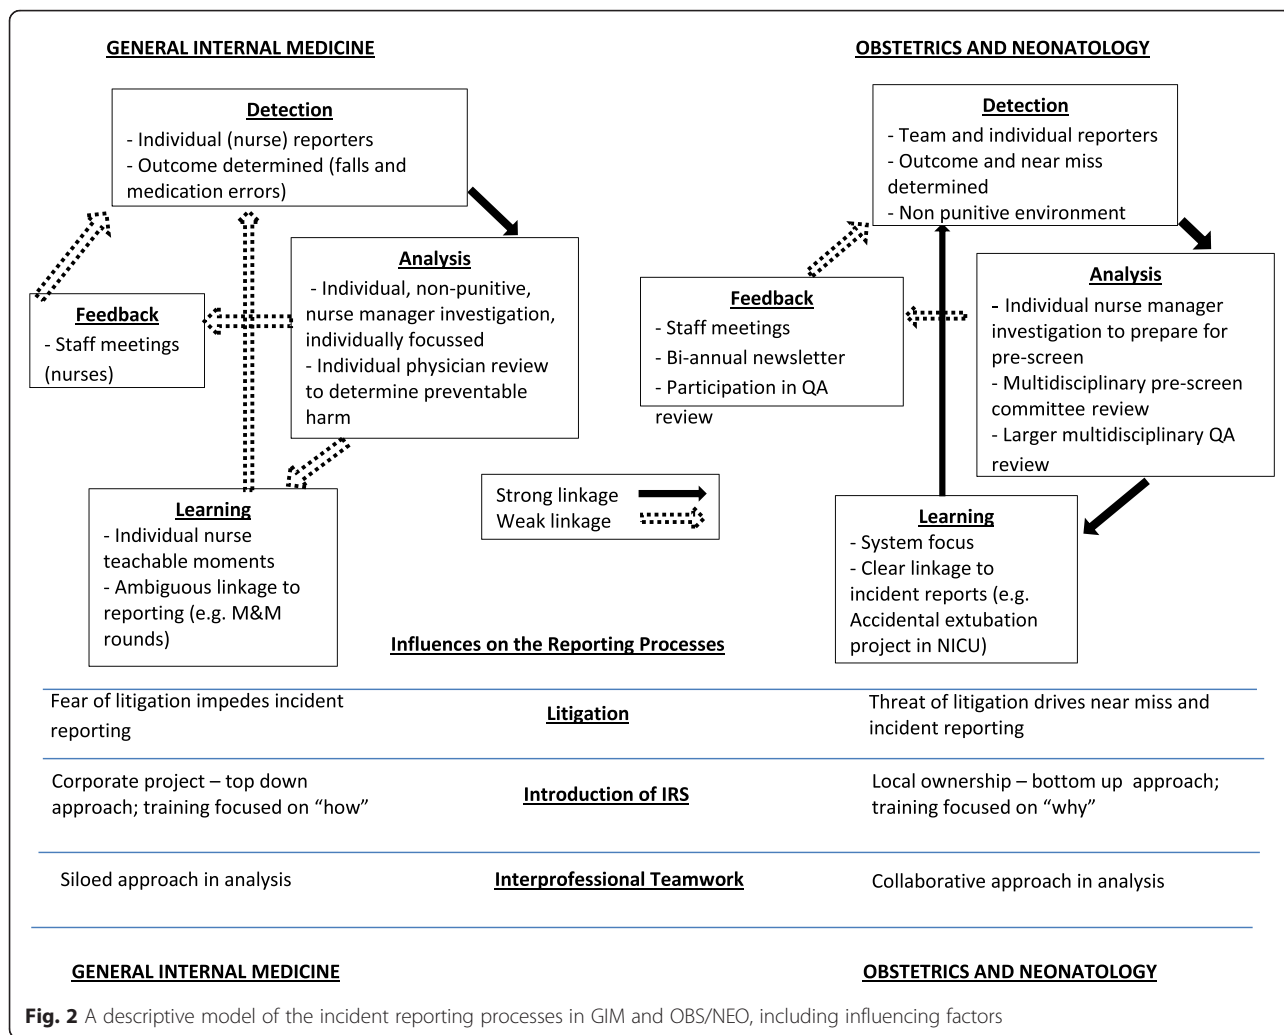 GENERAL INTERNAL MEDICINE
Detection
- Individual (nurse) reporters
- Outcome determined (falls and
medication errors)
Analysis
- Individual, non-punitive,
nurse manager investigation,
individually focussed
- Individual physician review
to determine preventable
harm
Feedback
- Staff meetings
(nurses)
Learning
- Individual nurse
teachable moments
- Ambiguous linkage to
reporting (e.g. M&M
rounds)
Strong linkage
Weak linkage
OBSTETRICS AND NEONATOLOGY
Detection
- Team and individual reporters
- Outcome and near miss
determined
- Non punitive environment
Analysis
- Individual nurse manager
investigation to prepare for
pre-screen
- Multidisciplinary pre-screen
committee review
- Larger multidisciplinary QA
review
Feedback
- Staff meetings
- Bi-annual newsletter
- Participation in QA
review
Learning
- System focus
- Clear linkage to
incident reports (e.g.
Accidental extubation
project in NICU)
Influences on the Reporting Processes
Fear of litigation impedes incident
reporting
Litigation
Threat of litigation drives near miss and
incident reporting
Corporate project – top down
approach; training focused on “how”
Introduction of IRS
Local ownership – bottom up approach;
training focused on “why”
Siloed approach in analysis
Interprofessional Teamwork
Collaborative approach in analysis
GENERAL INTERNAL MEDICINE
OBSTETRICS AND NEONATOLOGY
Fig. 2 A descriptive model of the incident reporting processes in GIM and OBS/NEO, including influencing factors